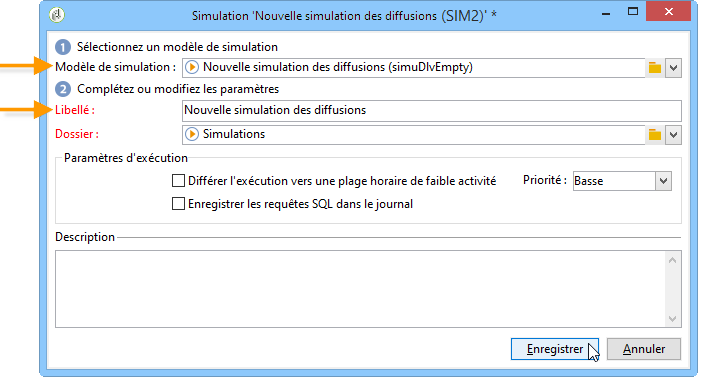 Simulation 'Nouvelle simulation des diffusions (SIM2)' *
1 Sélectionnez un modèle de simulation
Modèle de simulation : Nouvelle simulation des diffusions (simuDlvEmpty)
2 Complétez ou modifiez les paramètres
Libellé : Nouvelle simulation des diffusions
Dossier : Simulations
Paramètres d'exécution
Différer l'exécution vers une plage horaire de faible activité Priorité : Basse
Enregistrer les requêtes SQL dans le journal
Description
Enregistrer Annuler